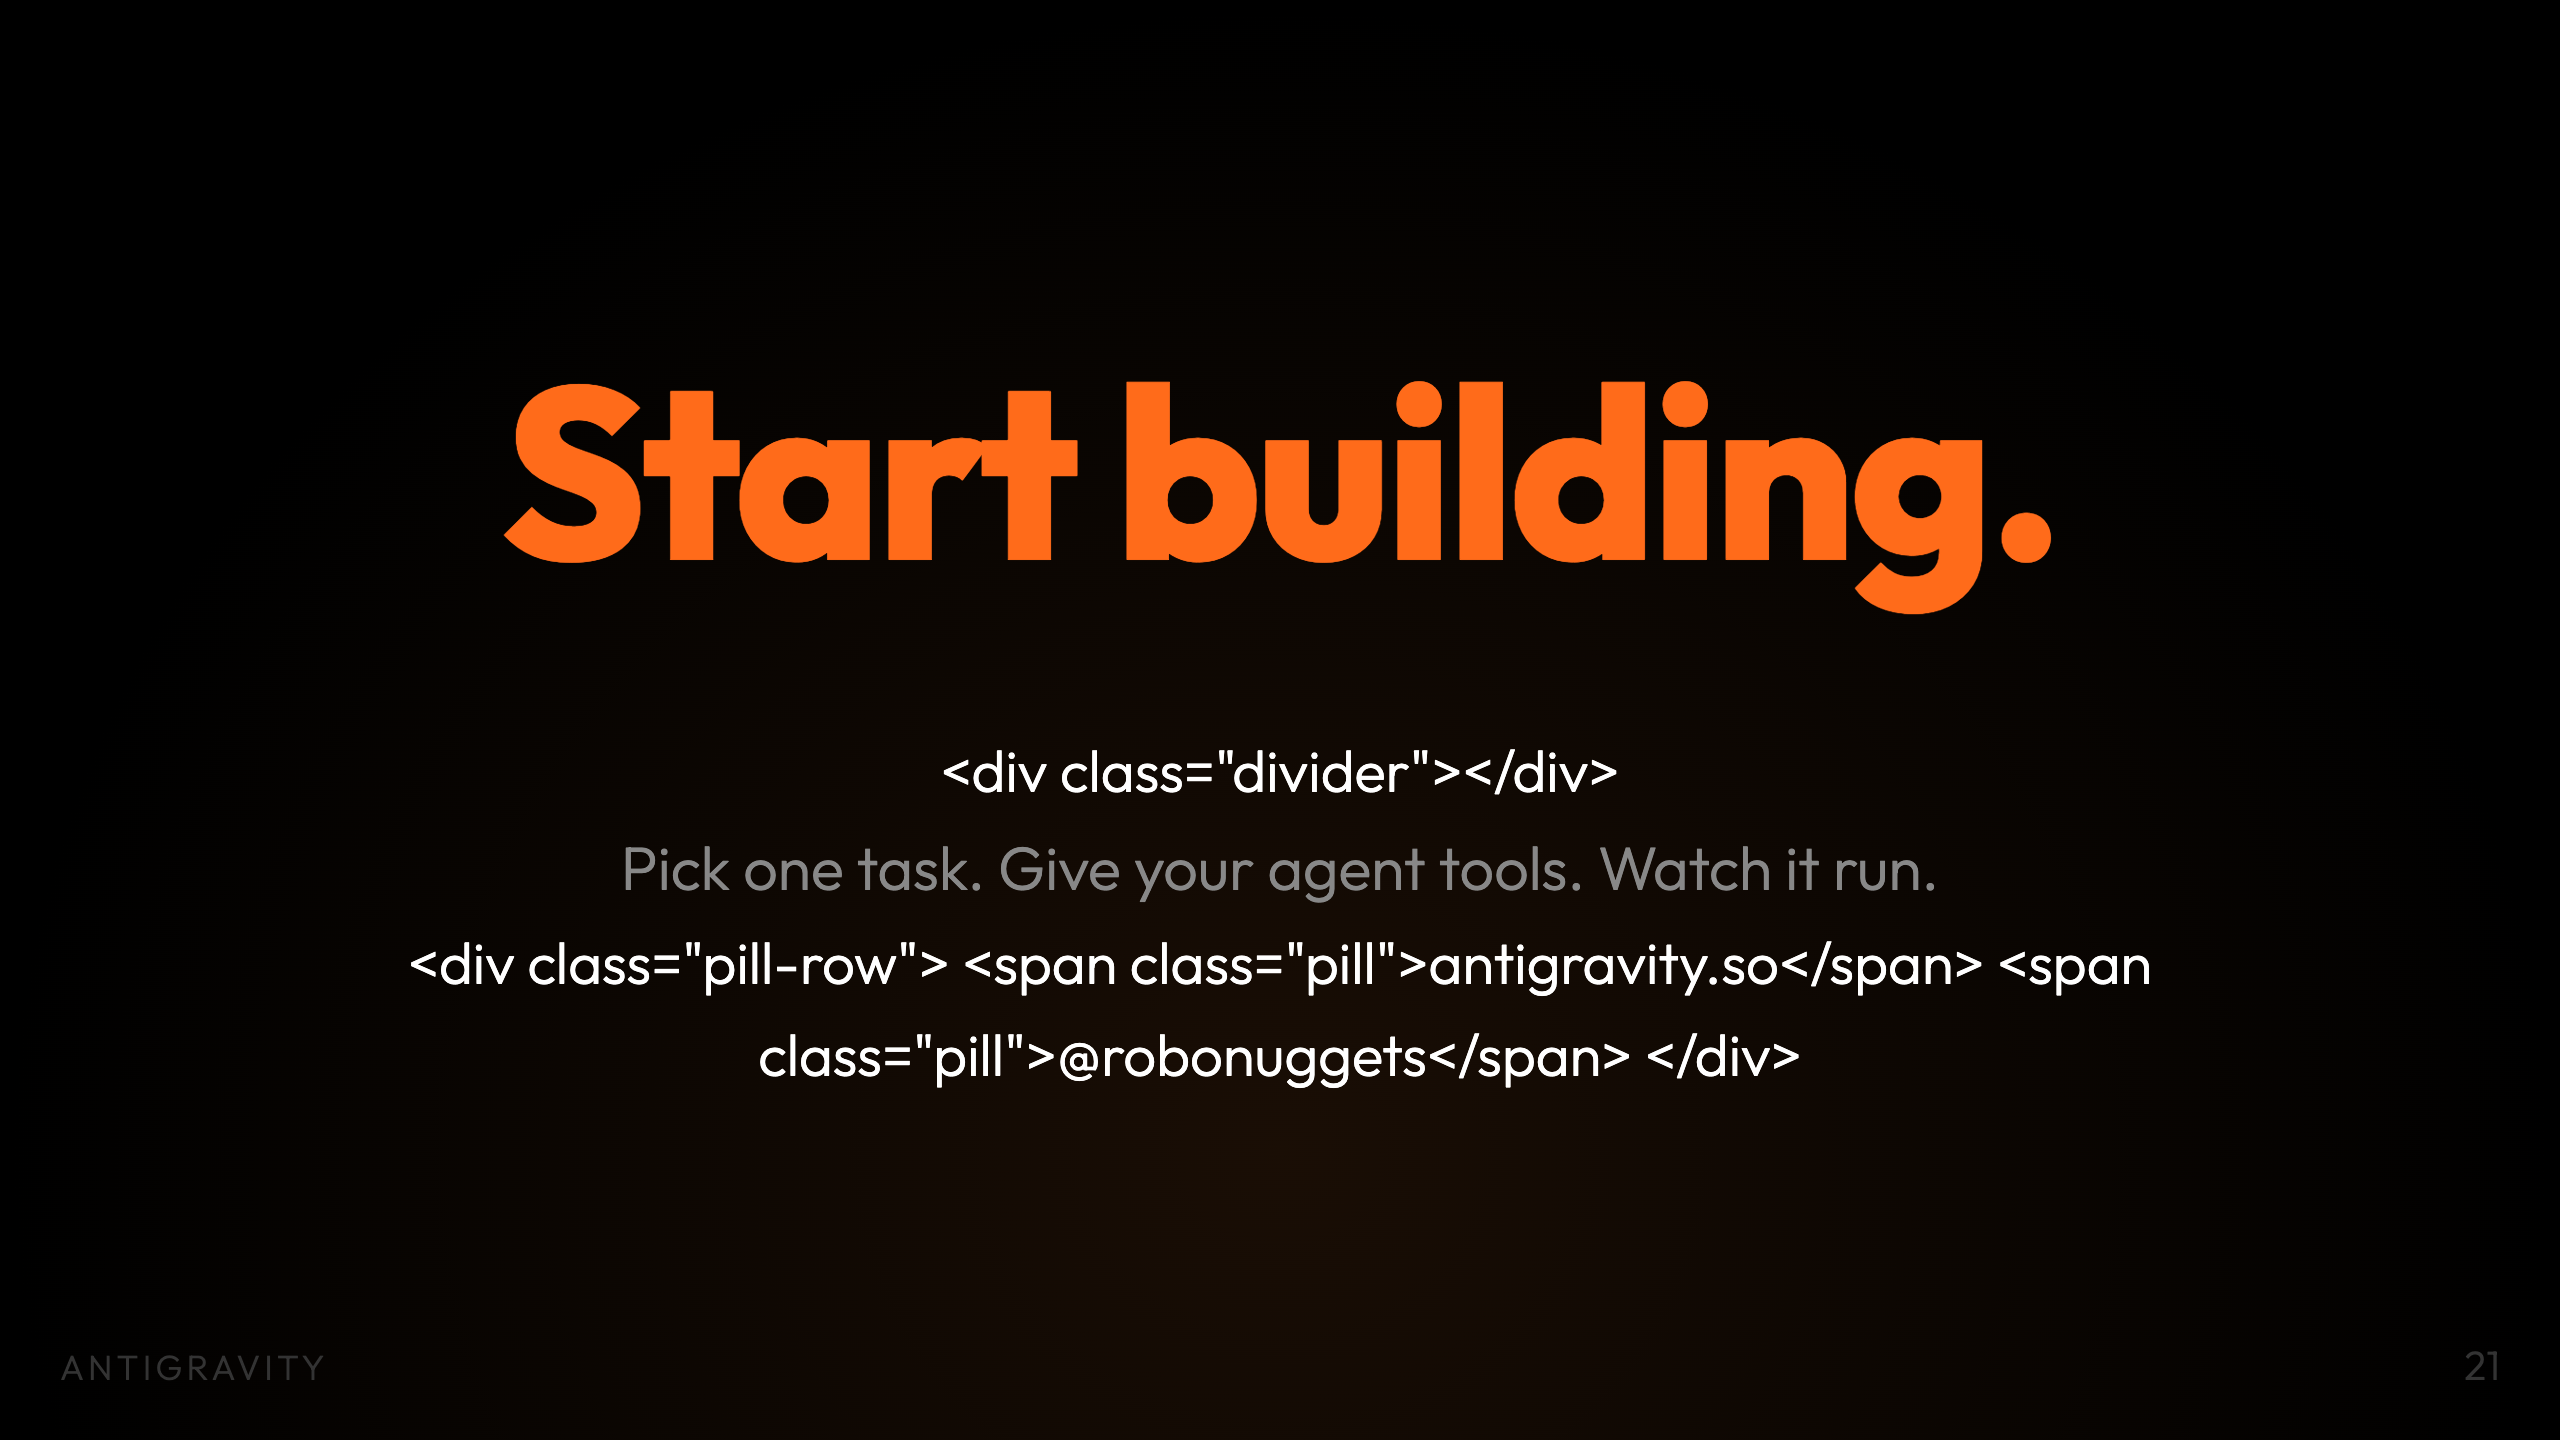 Start building.
<div class="divider"></div>
Pick one task. Give your agent tools. Watch it run.
<div class="pill-row"> <span class="pill">antigravity.so</span> <span
class="pill">@robonuggets</span> </div>
ANTIGRAVITY
21